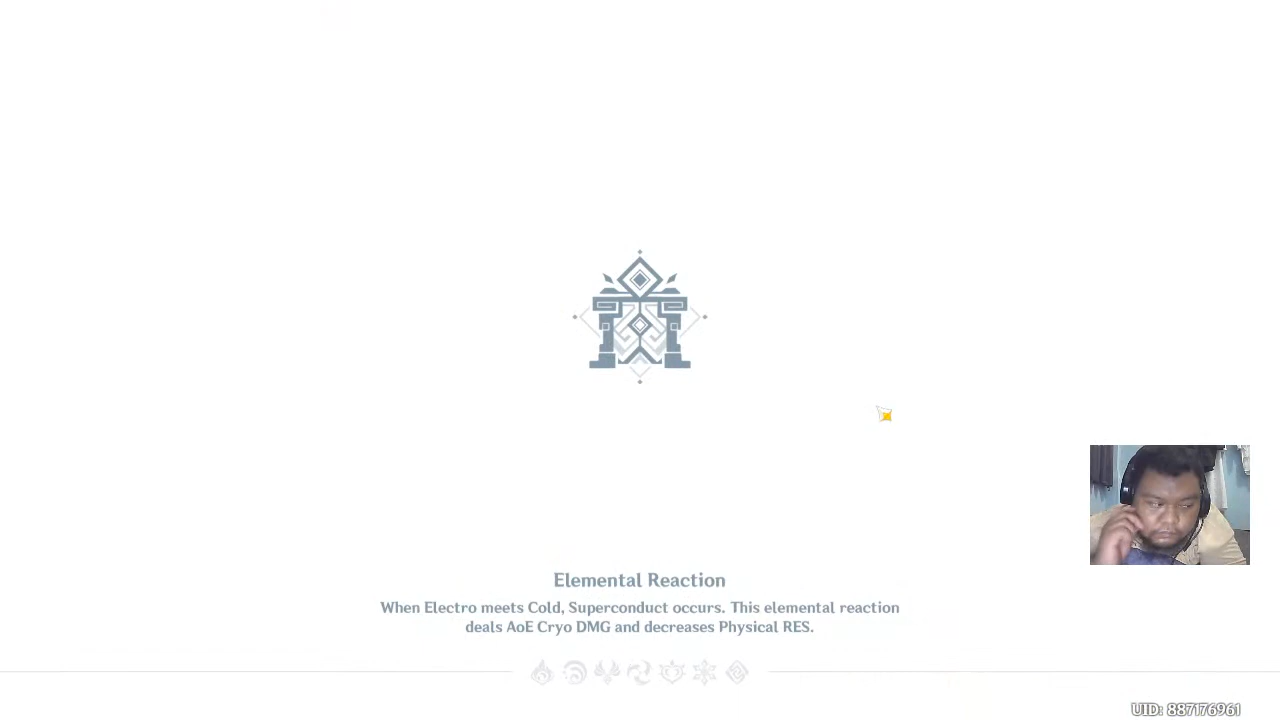 Elemental Reaction
When Electro meets Cold, Superconduct occurs. This elemental reaction
deals AoE Cryo DMG and decreases Physical RES.
UID: 887176961